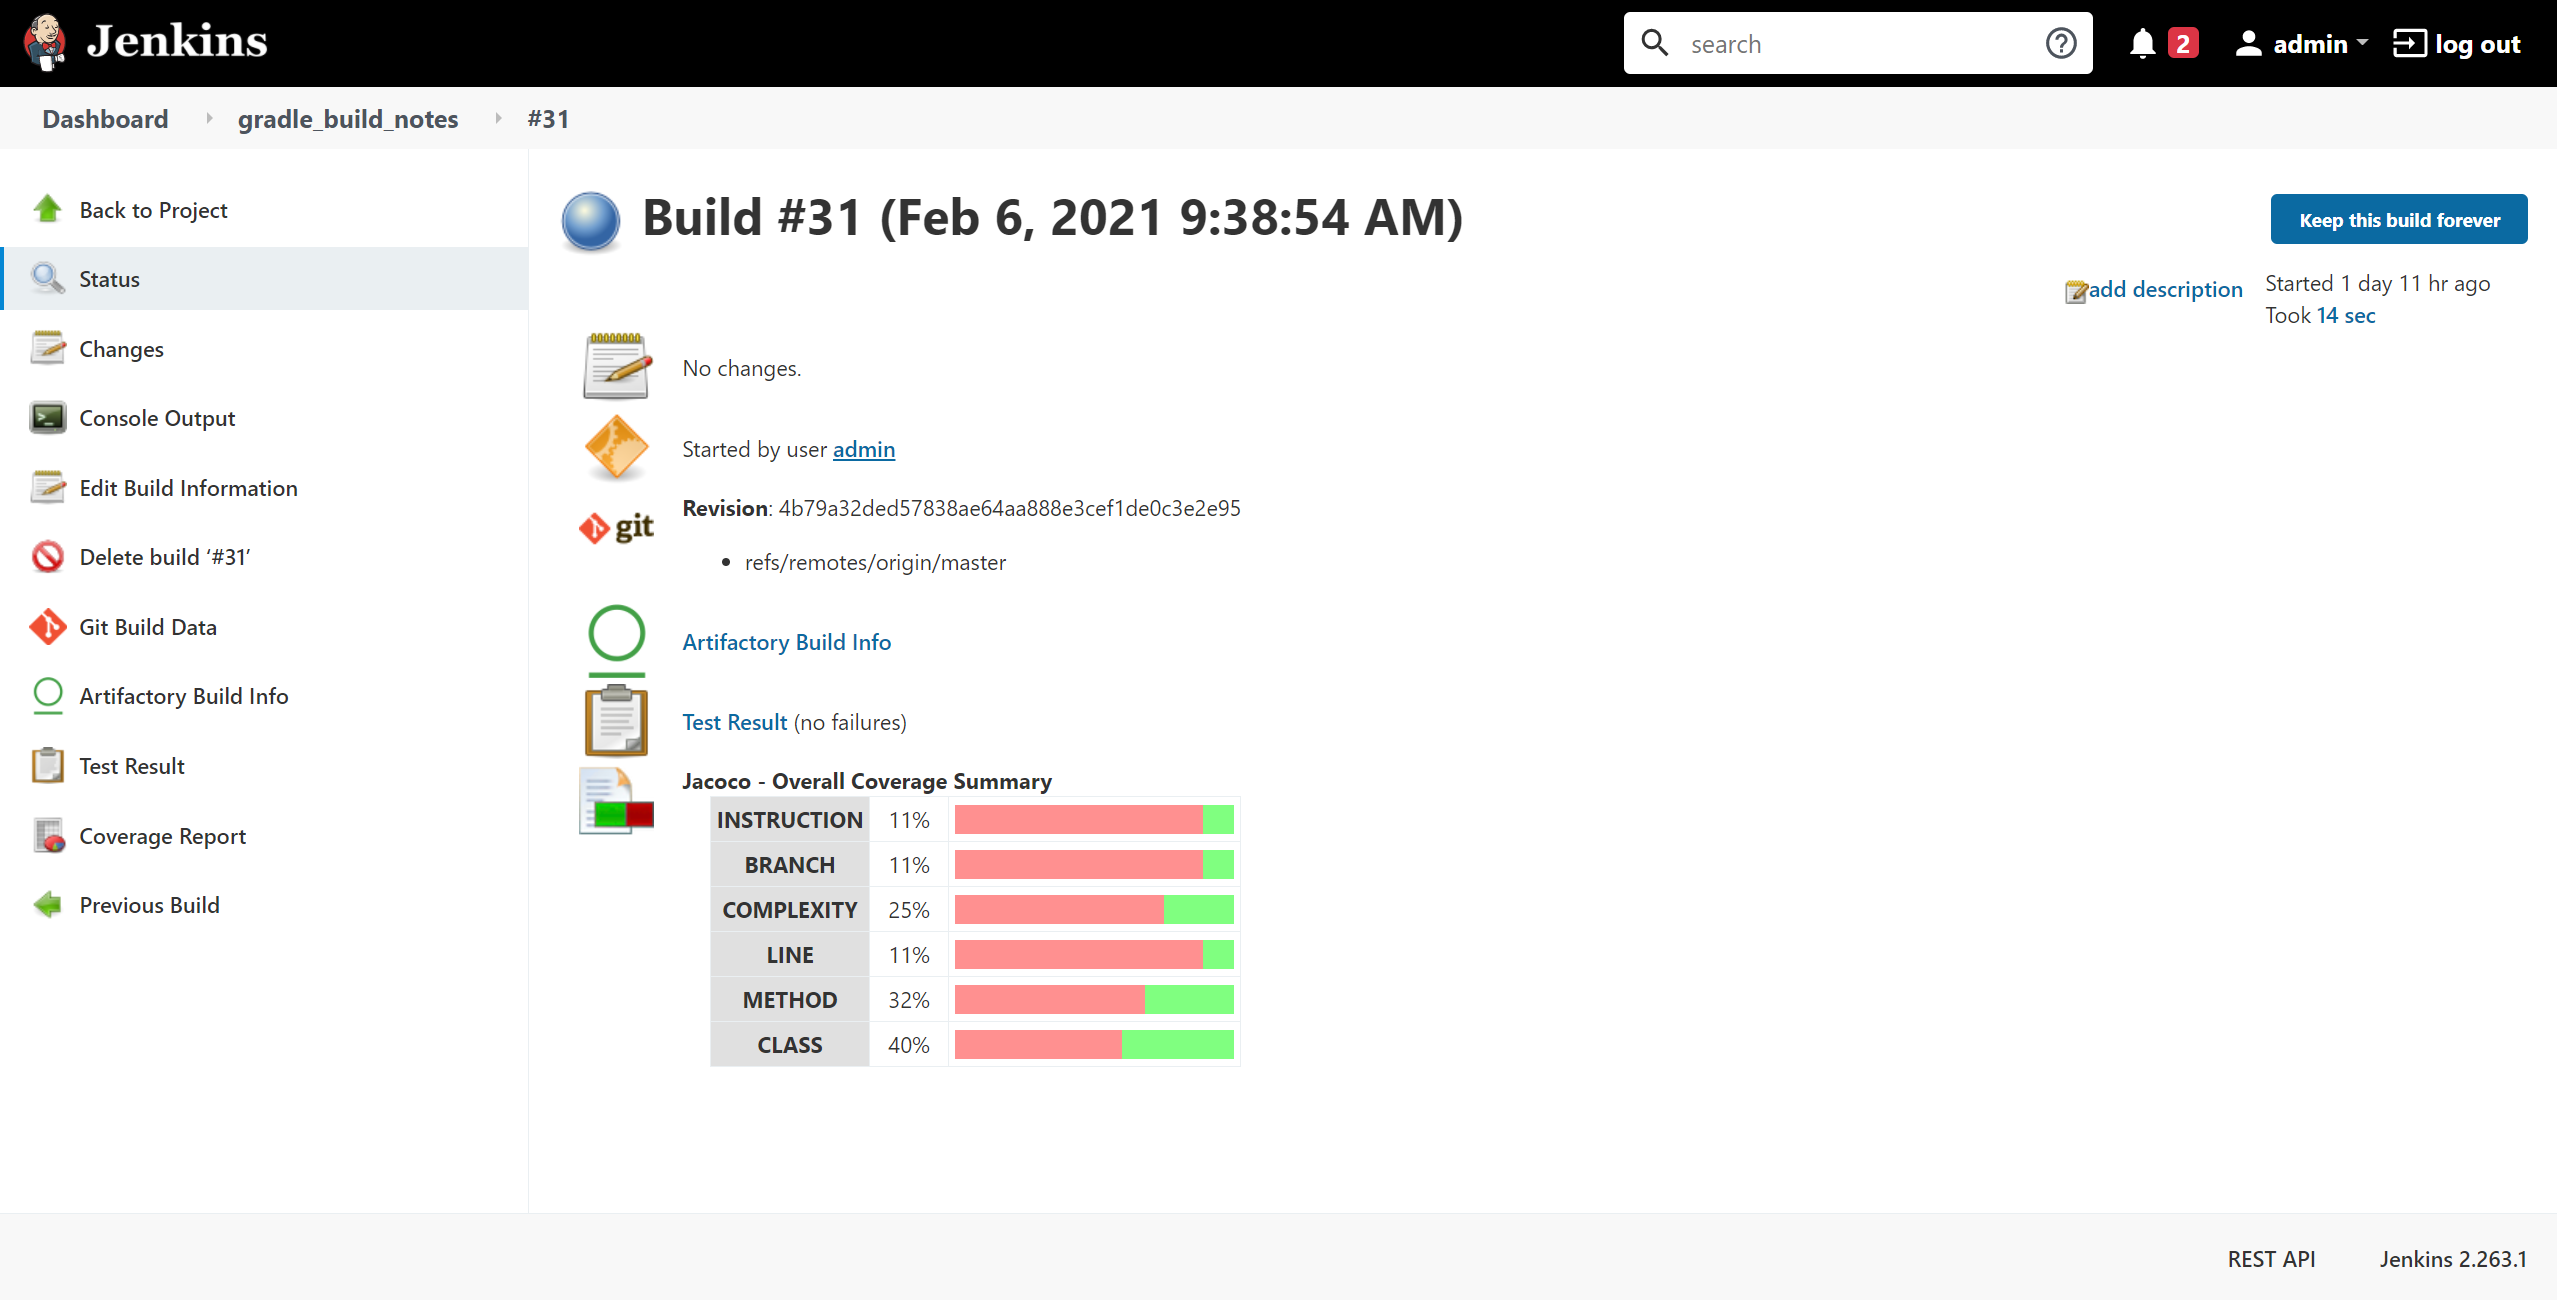 Jenkins
search
2
admin
log out
Dashboard
gradle_build_notes
#31
Back to Project
Status
Changes
Console Output
Edit Build Information
Delete build ‘#31’
Git Build Data
Artifactory Build Info
Test Result
Coverage Report
Previous Build
Build #31 (Feb 6, 2021 9:38:54 AM)
Keep this build forever
add description
Started 1 day 11 hr ago
Took 14 sec
No changes.
Started by user admin
git
Revision: 4b79a32ded57838ae64aa888e3cef1de0c3e2e95
• refs/remotes/origin/master
Artifactory Build Info
Test Result (no failures)
Jacoco - Overall Coverage Summary
INSTRUCTION 11%
BRANCH 11%
COMPLEXITY 25%
LINE 11%
METHOD 32%
CLASS 40%
REST API
Jenkins 2.263.1